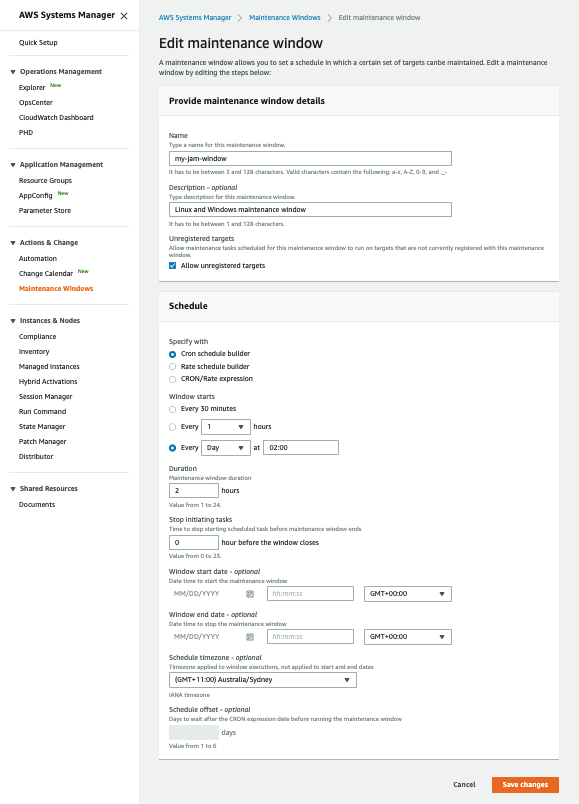 AWS Systems Manager
Quick Setup
Operations Management
Explorer New
OpsCenter
CloudWatch Dashboard
PHD
Application Management
Resource Groups
AppConfig New
Parameter Store
Actions & Change
Automation
Change Calendar New
Maintenance Windows
Instances & Nodes
Compliance
Inventory
Managed Instances
Hybrid Activations
Session Manager
Run Command
State Manager
Patch Manager
Distributor
Shared Resources
Documents
AWS Systems Manager > Maintenance Windows > Edit maintenance window
Edit maintenance window
A maintenance window allows you to set a schedule in which a certain set of targets canbe maintained. Edit a maintenance
window by editing the steps below:
Provide maintenance window details
Name
Type a name for this maintenance window.
my-jam-window
It has to be between 3 and 128 characters. Valid characters contain the following: a-z, A-Z, 0-9, and ._-
Description - optional
Type description for this maintenance window.
Linux and Windows maintenance window
It has to be between 1 and 128 characters.
Unregistered targets
Allow maintenance tasks scheduled for this maintenance window to run on targets that are not currently registered with this maintenance
window.
Allow unregistered targets
Schedule
Specify with
Cron schedule builder
Rate schedule builder
CRON/Rate expression
Window starts
Every 30 minutes
Every 1 hours
Every Day at 02:00
Duration
Maintenance window duration
2 hours
Value from 1 to 24.
Stop initiating tasks
Time to stop starting scheduled task before maintenance window ends
0 hour before the window closes
Value from 0 to 23.
Window start date - optional
Date time to start the maintenance window
MM/DD/YYYY hh:mm:ss GMT+00:00
Window end date - optional
Date time to stop the maintenance window
MM/DD/YYYY hh:mm:ss GMT+00:00
Schedule timezone - optional
Timezone applied to window executions, not applied to start and end dates
(GMT+11:00) Australia/Sydney
IANA timezone
Schedule offset - optional
Days to wait after the CRON expression date before running the maintenance window
days
Value from 1 to 6
Cancel Save changes